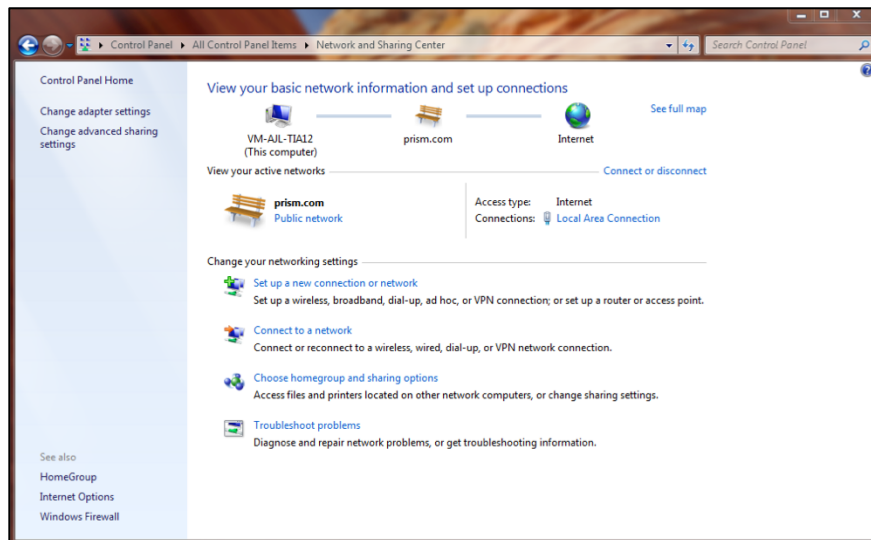 Control Panel ▸ All Control Panel Items ▸ Network and Sharing Center
Search Control Panel
Control Panel Home
Change adapter settings
Change advanced sharing
settings
See also
HomeGroup
Internet Options
Windows Firewall
View your basic network information and set up connections
See full map
VM-AJL-TIA12
(This computer)
prism.com
Internet
View your active networks
Connect or disconnect
prism.com
Public network
Access type: Internet
Connections: Local Area Connection
Change your networking settings
Set up a new connection or network
Set up a wireless, broadband, dial-up, ad hoc, or VPN connection; or set up a router or access point.
Connect to a network
Connect or reconnect to a wireless, wired, dial-up, or VPN network connection.
Choose homegroup and sharing options
Access files and printers located on other network computers, or change sharing settings.
Troubleshoot problems
Diagnose and repair network problems, or get troubleshooting information.